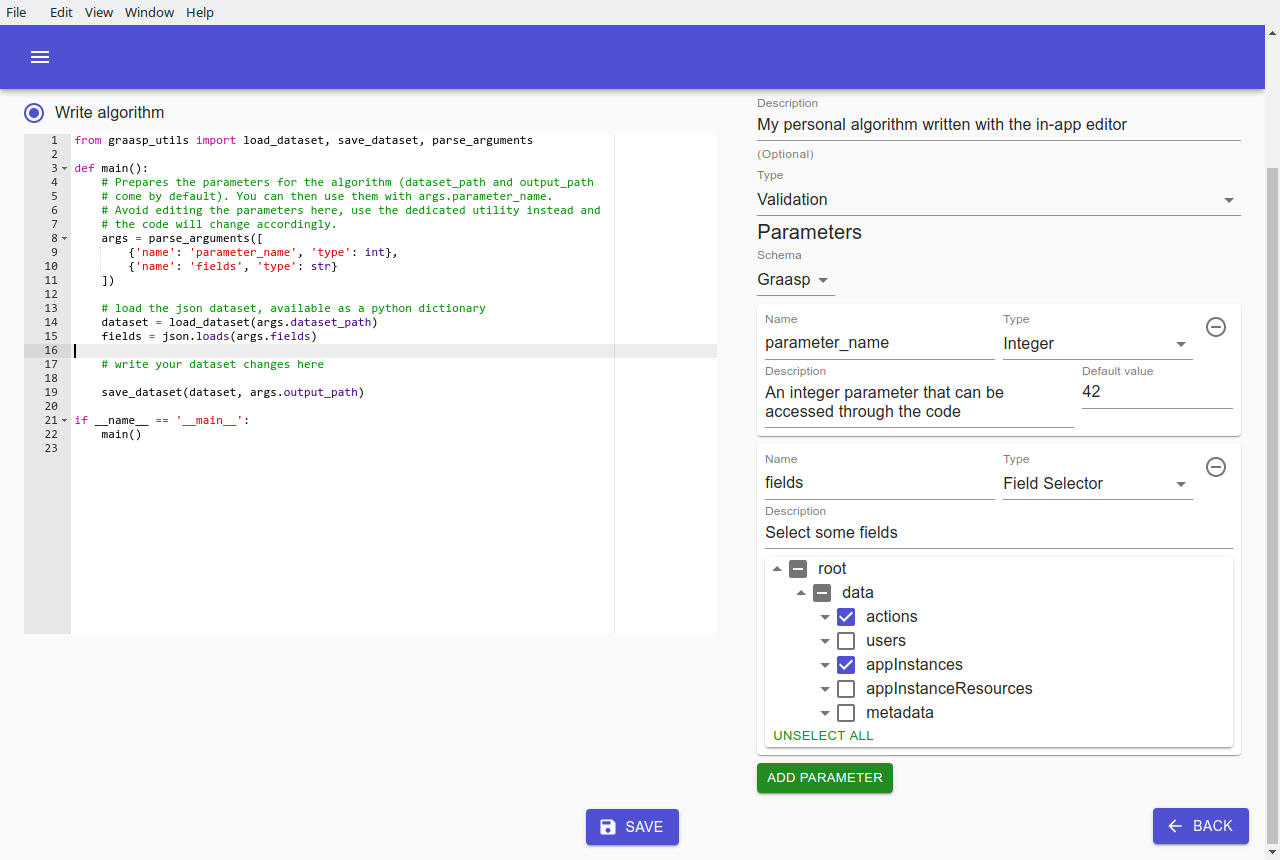 File Edit View Window Help
Write algorithm
1 from graasp_utils import load_dataset, save_dataset, parse_arguments
2
3 def main():
4     # Prepares the parameters for the algorithm (dataset_path and output_path
5     # come by default). You can then use them with args.parameter_name.
6     # Avoid editing the parameters here, use the dedicated utility instead and
7     # the code will change accordingly.
8     args = parse_arguments([
9         {'name': 'parameter_name', 'type': int},
10         {'name': 'fields', 'type': str}
11     ])
12
13     # load the json dataset, available as a python dictionary
14     dataset = load_dataset(args.dataset_path)
15     fields = json.loads(args.fields)
16
17     # write your dataset changes here
18
19     save_dataset(dataset, args.output_path)
20
21 if __name__ == '__main__':
22     main()
23
Description
My personal algorithm written with the in-app editor
(Optional)
Type
Validation
Parameters
Schema
Graasp
Name Type
parameter_name Integer
Description Default value
An integer parameter that can be
accessed through the code
42
Name Type
fields Field Selector
Description
Select some fields
root
data
actions
users
appInstances
appInstanceResources
metadata
UNSELECT ALL
ADD PARAMETER
SAVE
BACK